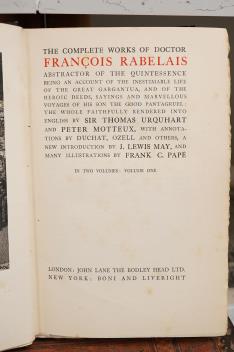 THE COMPLETE WORKS OF DOCTOR
FRANÇOIS RABELAIS
ABSTRACTOR OF THE QUINTESSENCE
BEING AN ACCOUNT OF THE INESTIMABLE LIFE
OF THE GREAT GARGANTUA, AND OF
THE HEROIC DEEDS, SAYINGS AND MARVELLOUS
VOYAGES OF HIS SON THE GOOD PANTAGRUEL:
THE WHOLE FAITHFULLY RENDERED INTO
ENGLISH BY SIR THOMAS URQUHART
AND PETER MOTTEUX, WITH ANNOTA-
TIONS BY DUCHAT, OZELL AND OTHERS, A
NEW INTRODUCTION BY J. LEWIS MAY, AND
MANY ILLUSTRATIONS BY FRANK C. PAPÉ
IN TWO VOLUMES: VOLUME ONE
LONDON: JOHN LANE THE BODLEY HEAD LTD.
NEW YORK: BONI AND LIVERIGHT